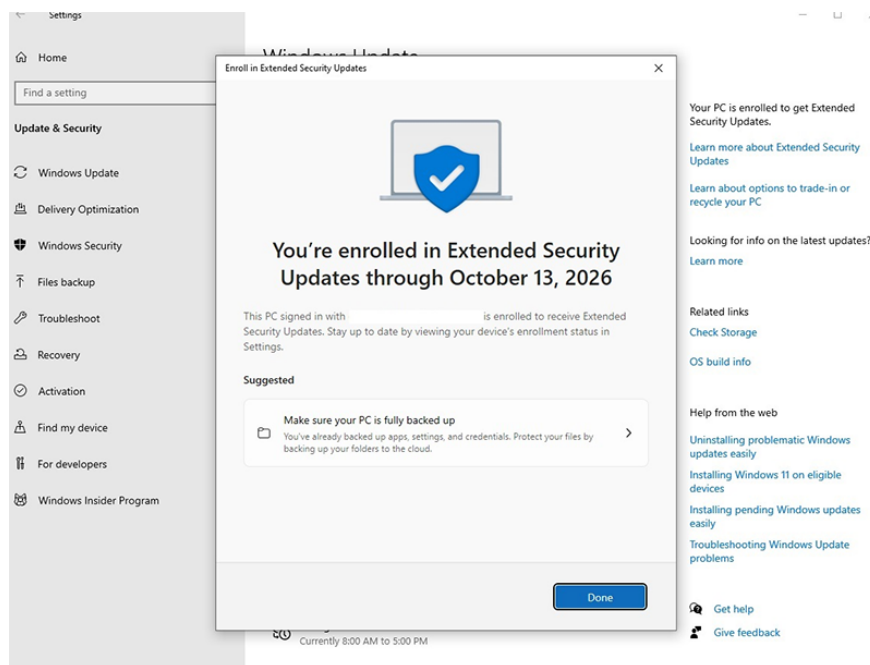 Settings
Home
Find a setting
Update & Security
Windows Update
Delivery Optimization
Windows Security
Files backup
Troubleshoot
Recovery
Activation
Find my device
For developers
Windows Insider Program
Windows Update
Enroll in Extended Security Updates
You're enrolled in Extended Security
Updates through October 13, 2026
This PC signed in with is enrolled to receive Extended
Security Updates. Stay up to date by viewing your device's enrollment status in
Settings.
Suggested
Make sure your PC is fully backed up
You've already backed up apps, settings, and credentials. Protect your files by
backing up your folders to the cloud.
Done
Currently 8:00 AM to 5:00 PM
Your PC is enrolled to get Extended
Security Updates.
Learn more about Extended Security
Updates
Learn about options to trade-in or
recycle your PC
Looking for info on the latest updates?
Learn more
Related links
Check Storage
OS build info
Help from the web
Uninstalling problematic Windows
updates easily
Installing Windows 11 on eligible
devices
Installing pending Windows updates
easily
Troubleshooting Windows Update
problems
Get help
Give feedback